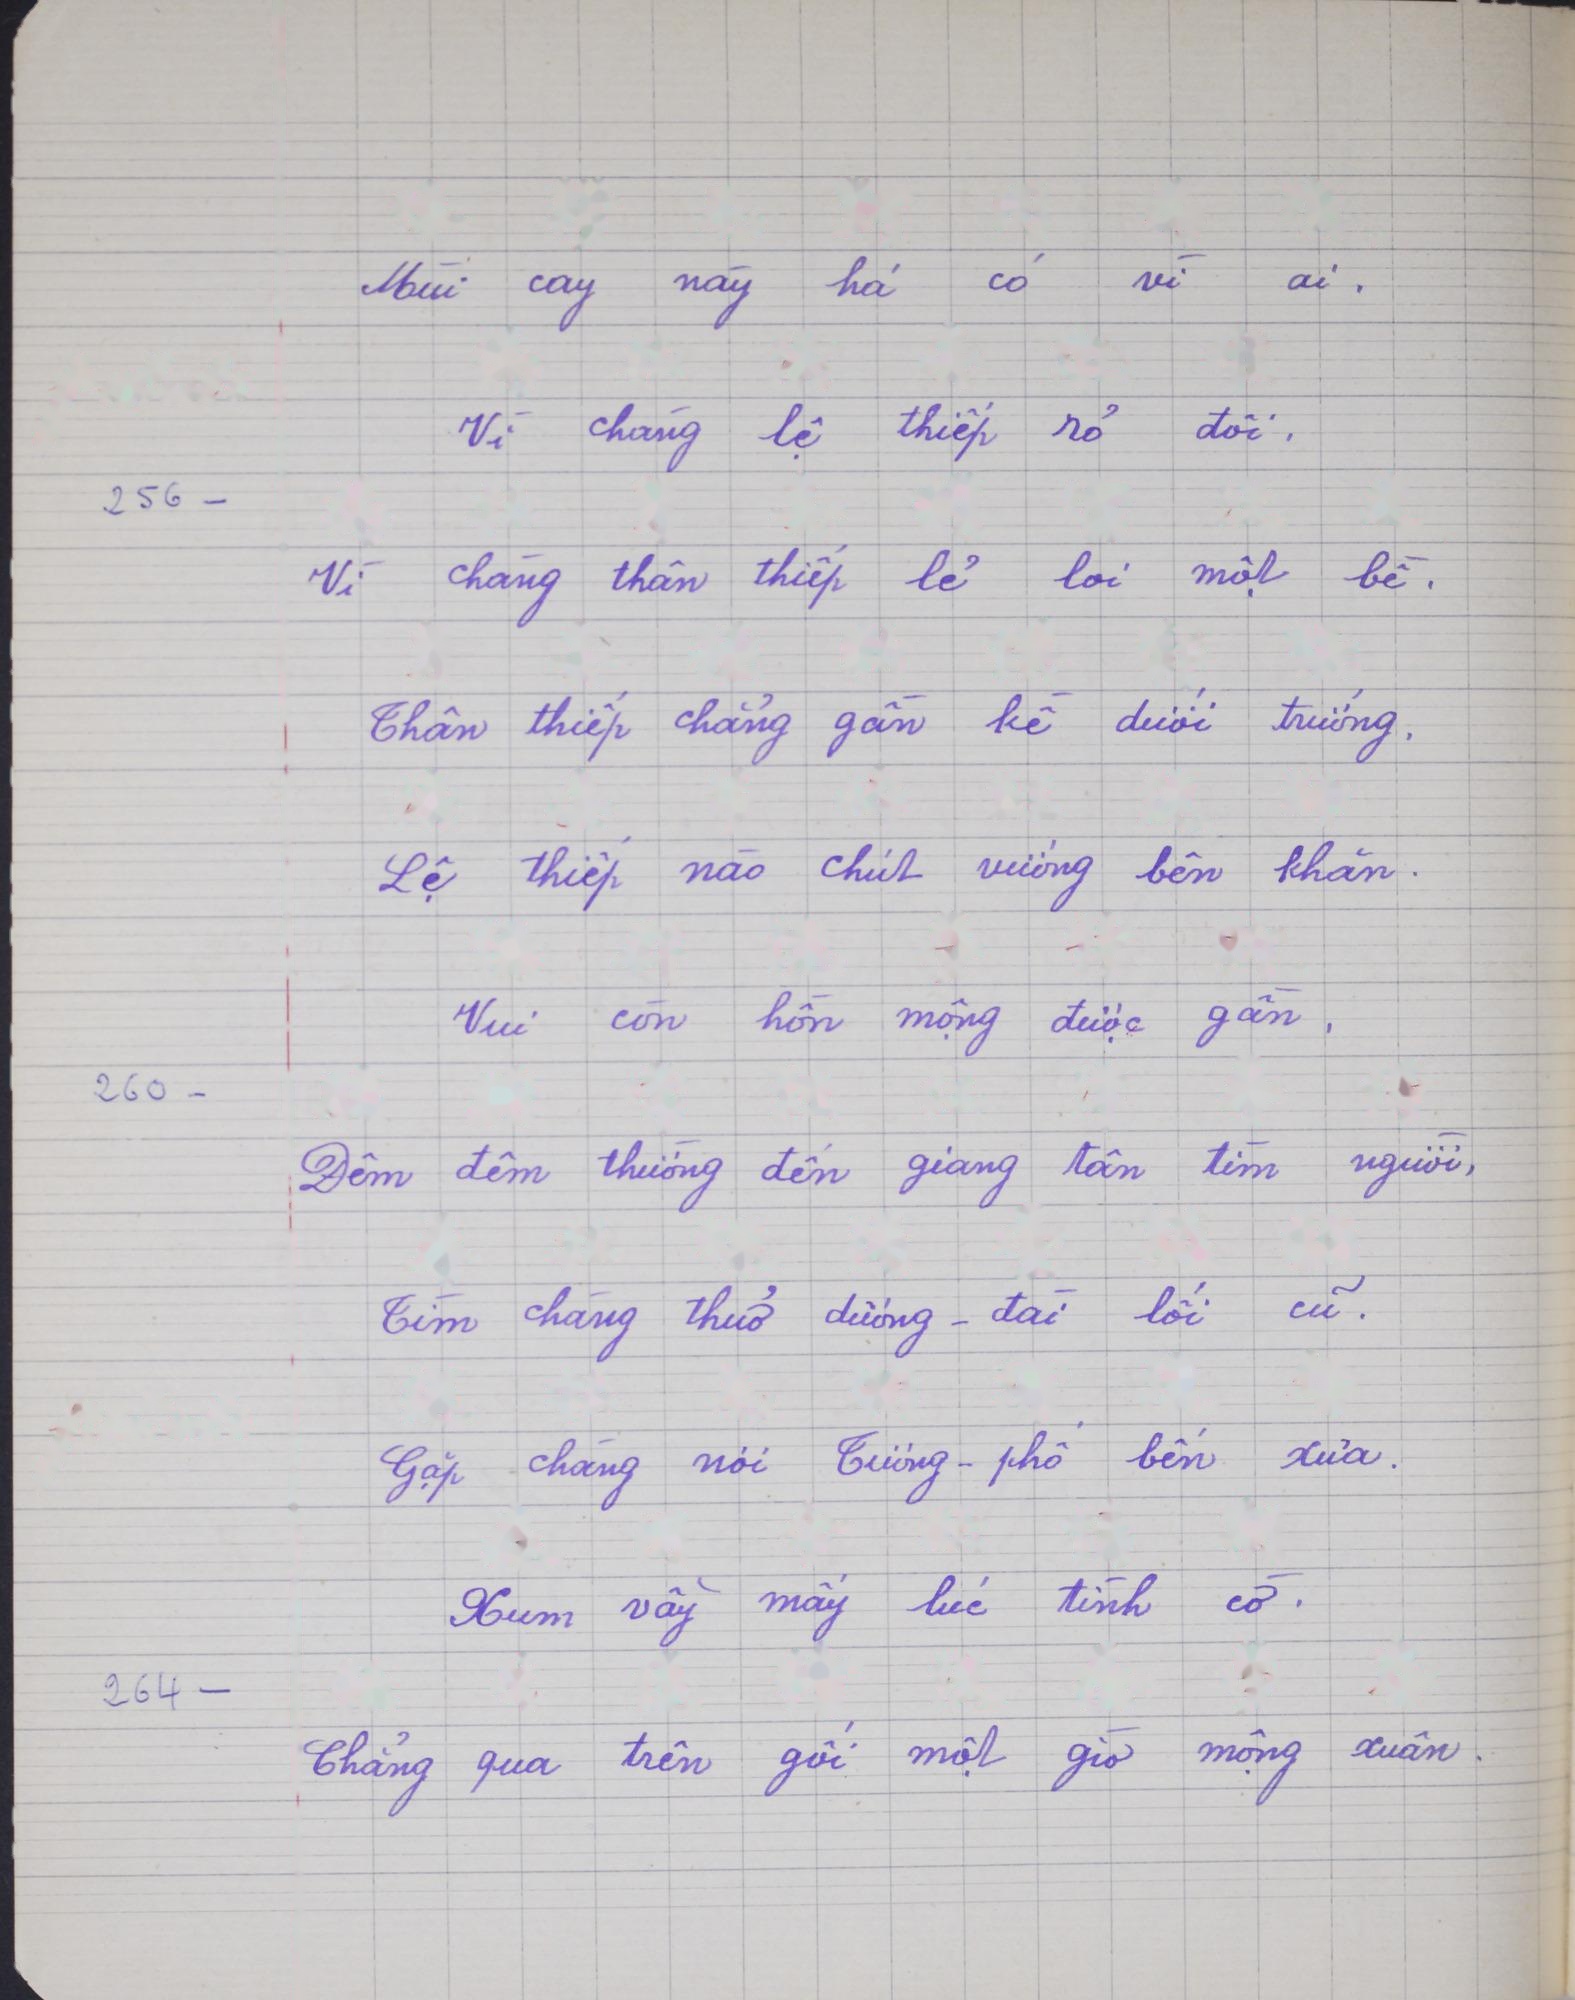 Mùi cay này há có vì ai.
Vì chàng lệ thiếp rỏ đôi.
256 -
Vì chàng thân thiếp lẻ loi một bề.
Thân thiếp chẳng gần kề dưới trướng,
Lệ thiếp nào chút vướng bên khăn.
Vui còn hồn mộng được gần,
260 -
Đêm đêm thường đến giang tân tìm người,
Tìm chàng thuở dương-đài lối cũ.
Gặp chàng nơi Tương-phố bến xưa.
Xum vầy mấy lúc tình cờ.
264 -
Chẳng qua trên gối một giờ mộng xuân.